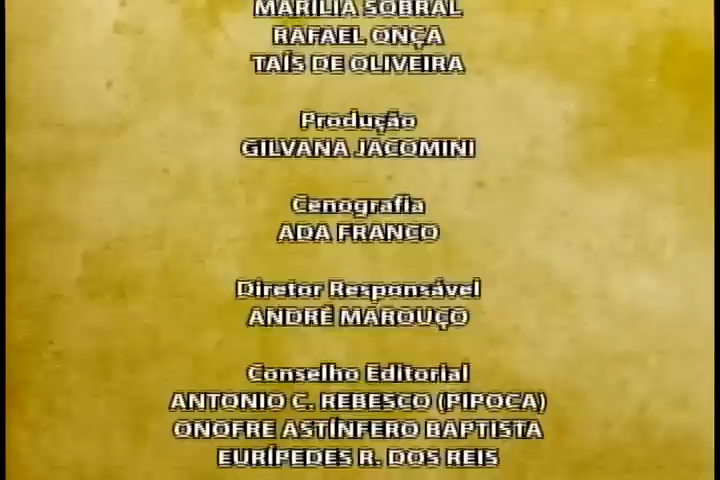 MARÍLIA SOBRAL
RAFAEL ONÇA
TAÍS DE OLIVEIRA
Produção
GILVANA JACOMINI
Cenografia
ADA FRANCO
Diretor Responsável
ANDRÉ MAROUÇO
Conselho Editorial
ANTONIO C. REBESCO (PIPOCA)
ONOFRE ASTÍNFERO BAPTISTA
EURÍPEDES R. DOS REIS